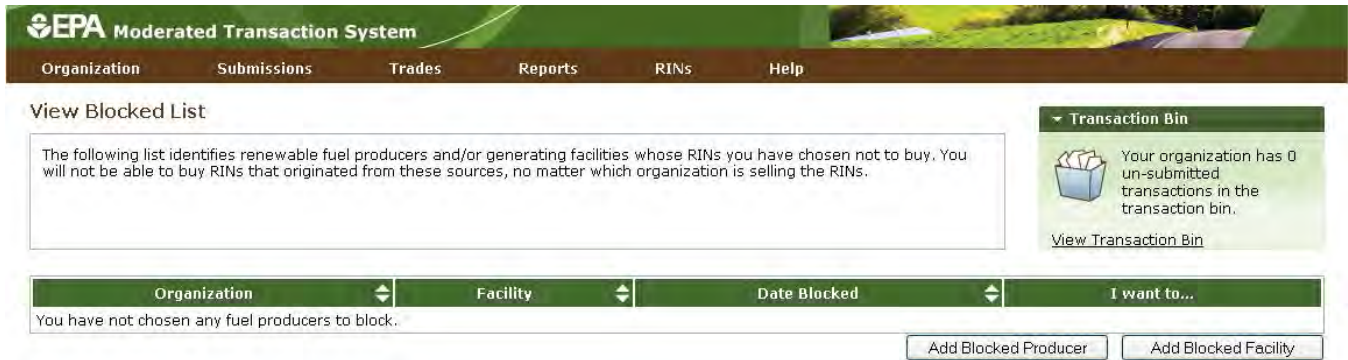 EPA Moderated Transaction System
Organization Submissions Trades Reports RINs Help
View Blocked List
The following list identifies renewable fuel producers and/or generating facilities whose RINs you have chosen not to buy. You
will not be able to buy RINs that originated from these sources, no matter which organization is selling the RINs.
Transaction Bin
Your organization has 0
un-submitted
transactions in the
transaction bin.
View Transaction Bin
Organization Facility Date Blocked I want to...
You have not chosen any fuel producers to block.
Add Blocked Producer Add Blocked Facility